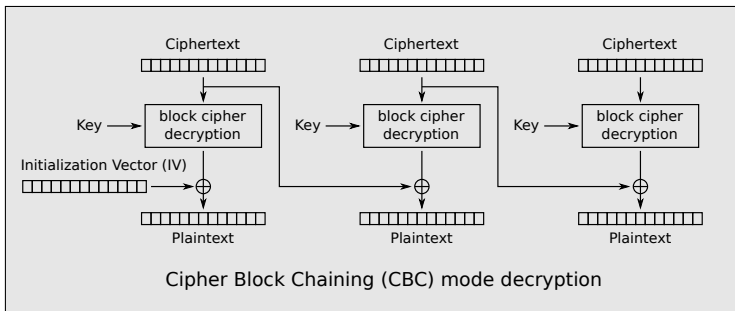 Ciphertext
Ciphertext
Ciphertext
Key
block cipher
decryption
Key
block cipher
decryption
Key
block cipher
decryption
Initialization Vector (IV)
Plaintext
Plaintext
Plaintext
Cipher Block Chaining (CBC) mode decryption